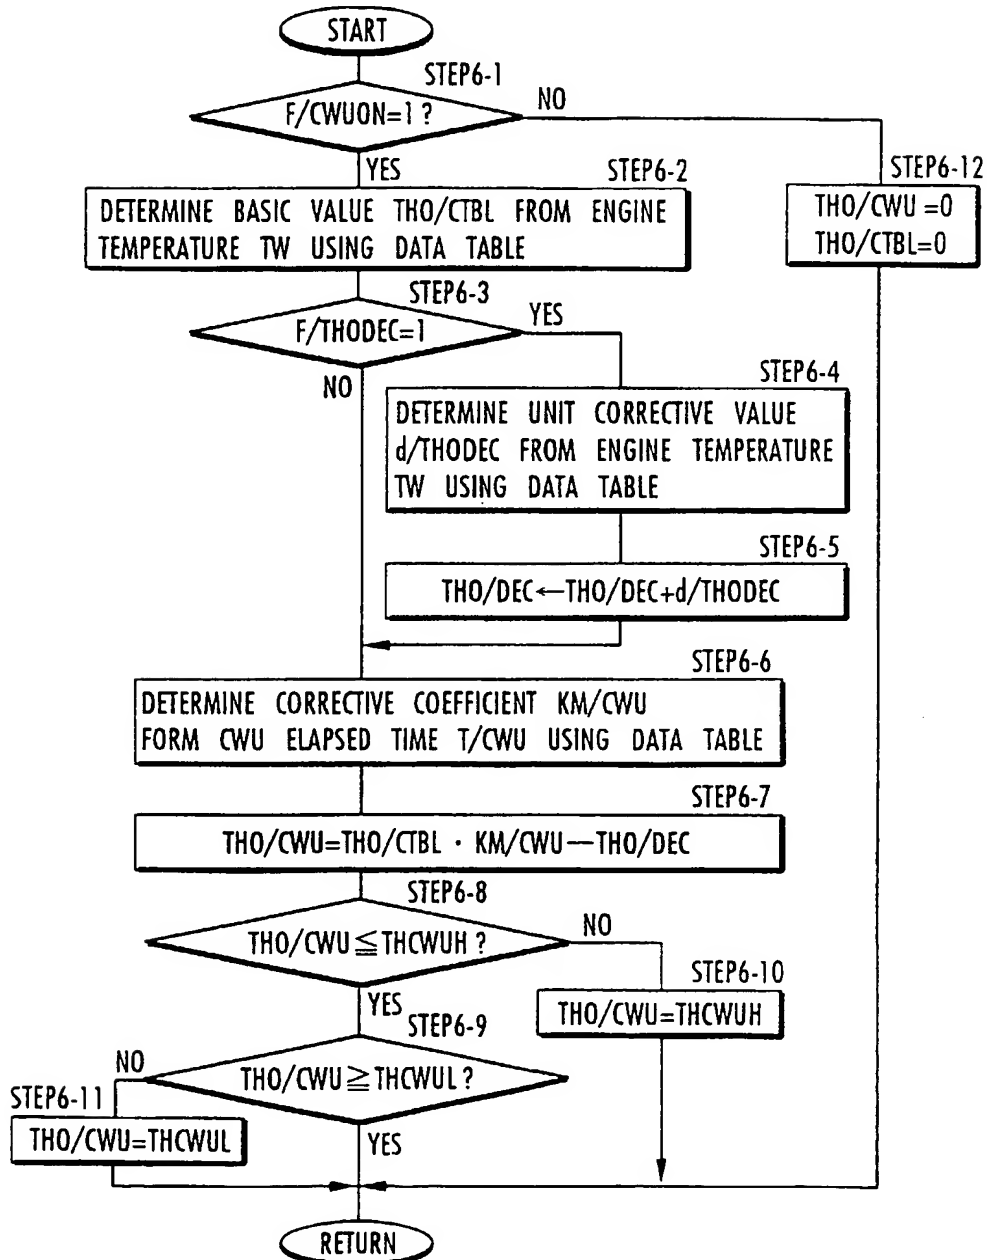 START
STEP6-1
F/CWUON=1 ?
NO
YES
STEP6-2
STEP6-12
DETERMINE BASIC VALUE THO/CTBL FROM ENGINE
TEMPERATURE TW USING DATA TABLE
THO/CWU =0
THO/CTBL=0
STEP6-3
F/THODEC=1
YES
NO
STEP6-4
DETERMINE UNIT CORRECTIVE VALUE
d/THODEC FROM ENGINE TEMPERATURE
TW USING DATA TABLE
STEP6-5
THO/DEC←THO/DEC+d/THODEC
STEP6-6
DETERMINE CORRECTIVE COEFFICIENT KM/CWU
FORM CWU ELAPSED TIME T/CWU USING DATA TABLE
STEP6-7
THO/CWU=THO/CTBL · KM/CWU—THO/DEC
STEP6-8
THO/CWU≦THCWUH ?
NO
YES
STEP6-10
THO/CWU=THCWUH
STEP6-9
THO/CWU≧THCWUL ?
NO
STEP6-11
THO/CWU=THCWUL
YES
RETURN